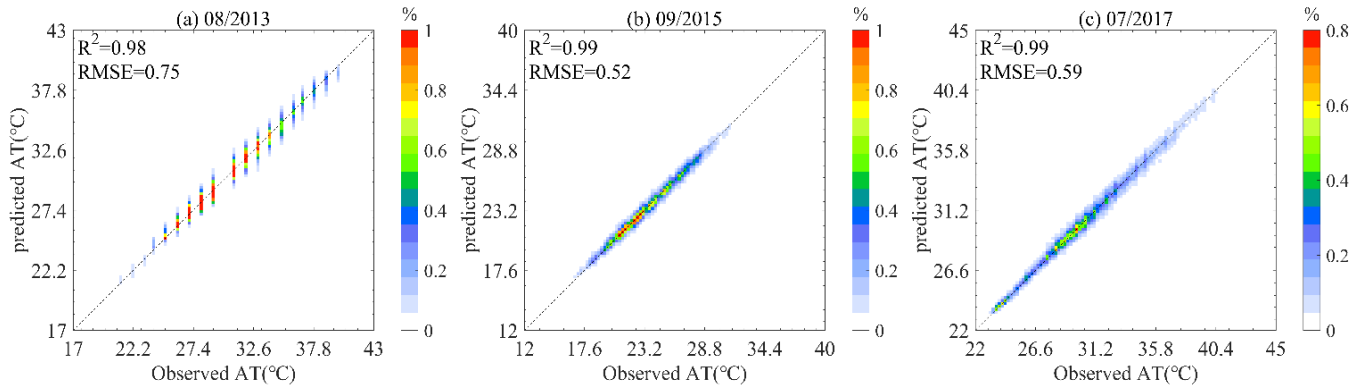 (a) 08/2013
R²=0.98
RMSE=0.75
predicted AT(°C)
43
37.8
32.6
27.4
22.2
17
17 22.2 27.4 32.6 37.8 43
Observed AT(°C)
%
1
0.8
0.6
0.4
0.2
0
(b) 09/2015
R²=0.99
RMSE=0.52
predicted AT(°C)
40
34.4
28.8
23.2
17.6
12
12 17.6 23.2 28.8 34.4 40
Observed AT(°C)
%
1
0.8
0.6
0.4
0.2
0
(c) 07/2017
R²=0.99
RMSE=0.59
predicted AT(°C)
45
40.4
35.8
31.2
26.6
22
22 26.6 31.2 35.8 40.4 45
Observed AT(°C)
%
0.8
0.6
0.4
0.2
0